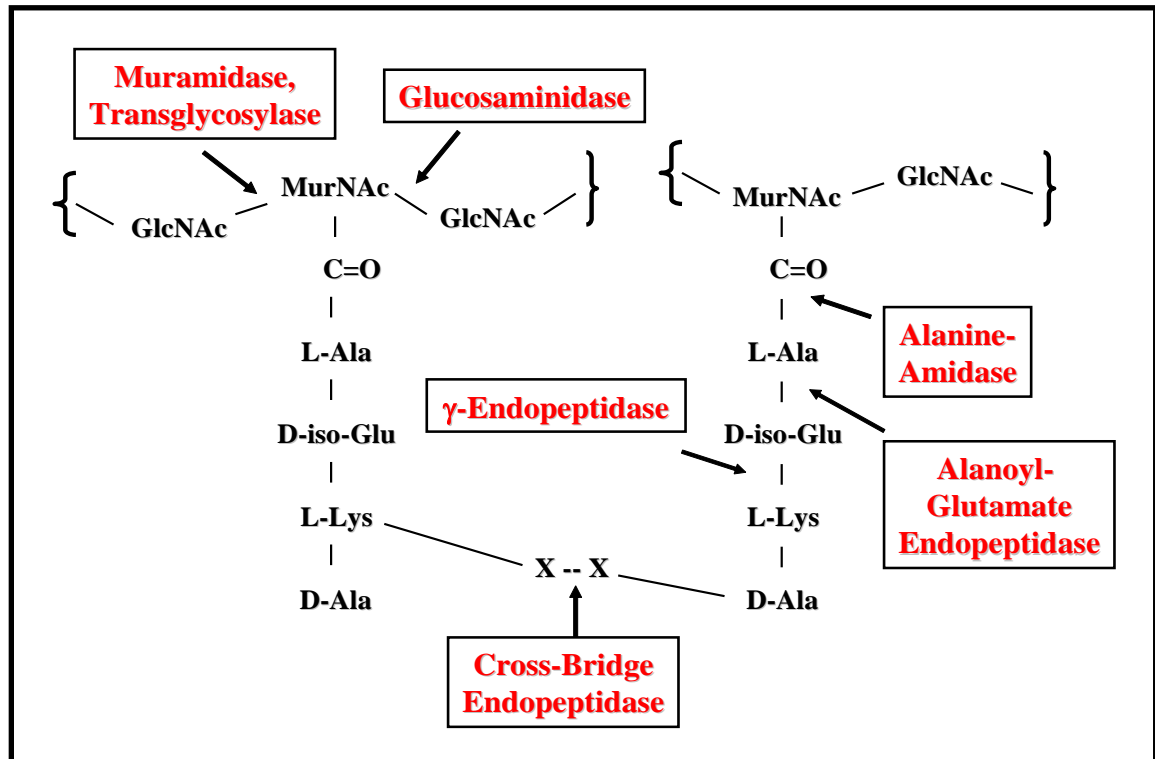 Muramidase,
Transglycosylase
Glucosaminidase
{ GlcNAc MurNAc GlcNAc }
{ MurNAc GlcNAc }
C=O
C=O
L-Ala
L-Ala
Alanine-
Amidase
γ-Endopeptidase
D-iso-Glu
D-iso-Glu
Alanoyl-
Glutamate
Endopeptidase
L-Lys
L-Lys
X -- X
D-Ala
D-Ala
Cross-Bridge
Endopeptidase